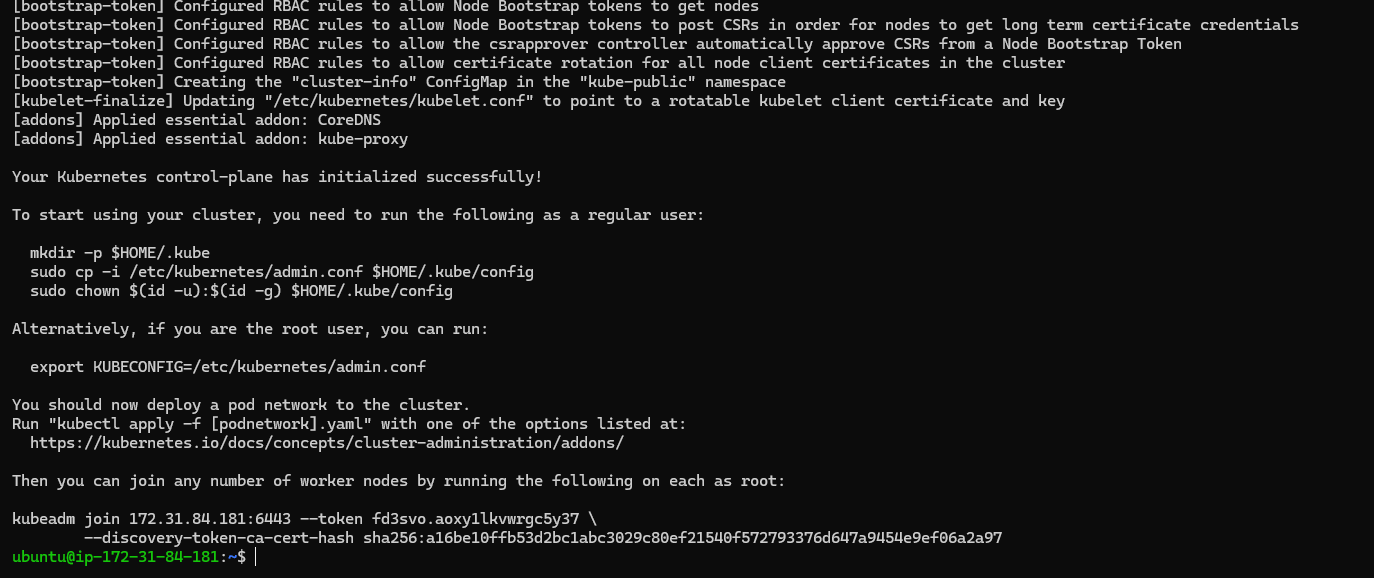 [bootstrap-token] Configured RBAC rules to allow Node Bootstrap tokens to get nodes
[bootstrap-token] Configured RBAC rules to allow Node Bootstrap tokens to post CSRs in order for nodes to get long term certificate credentials
[bootstrap-token] Configured RBAC rules to allow the csrapprover controller automatically approve CSRs from a Node Bootstrap Token
[bootstrap-token] Configured RBAC rules to allow certificate rotation for all node client certificates in the cluster
[bootstrap-token] Creating the "cluster-info" ConfigMap in the "kube-public" namespace
[kubelet-finalize] Updating "/etc/kubernetes/kubelet.conf" to point to a rotatable kubelet client certificate and key
[addons] Applied essential addon: CoreDNS
[addons] Applied essential addon: kube-proxy
Your Kubernetes control-plane has initialized successfully!
To start using your cluster, you need to run the following as a regular user:
mkdir -p $HOME/.kube
sudo cp -i /etc/kubernetes/admin.conf $HOME/.kube/config
sudo chown $(id -u):$(id -g) $HOME/.kube/config
Alternatively, if you are the root user, you can run:
export KUBECONFIG=/etc/kubernetes/admin.conf
You should now deploy a pod network to the cluster.
Run "kubectl apply -f [podnetwork].yaml" with one of the options listed at:
https://kubernetes.io/docs/concepts/cluster-administration/addons/
Then you can join any number of worker nodes by running the following on each as root:
kubeadm join 172.31.84.181:6443 --token fd3svo.aoxy1lkvwrgc5y37 \
--discovery-token-ca-cert-hash sha256:a16be10ffb53d2bc1abc3029c80ef21540f572793376d647a9454e9ef06a2a97
ubuntu@ip-172-31-84-181:~$